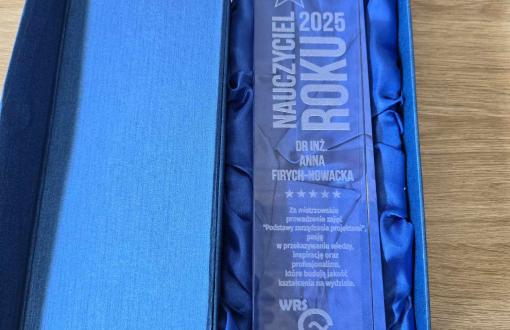 NAUCZYCIEL
ROKU
2025
DR INŻ.
ANNA
FIRYCH-NOWACKA
Za mistrzowskie
prowadzenie zajęć
"Podstawy zarządzania projektami",
pasję
w przekazywaniu wiedzy,
inspirację oraz
profesjonalizm,
które budują jakość
kształcenia na wydziale.
WRS